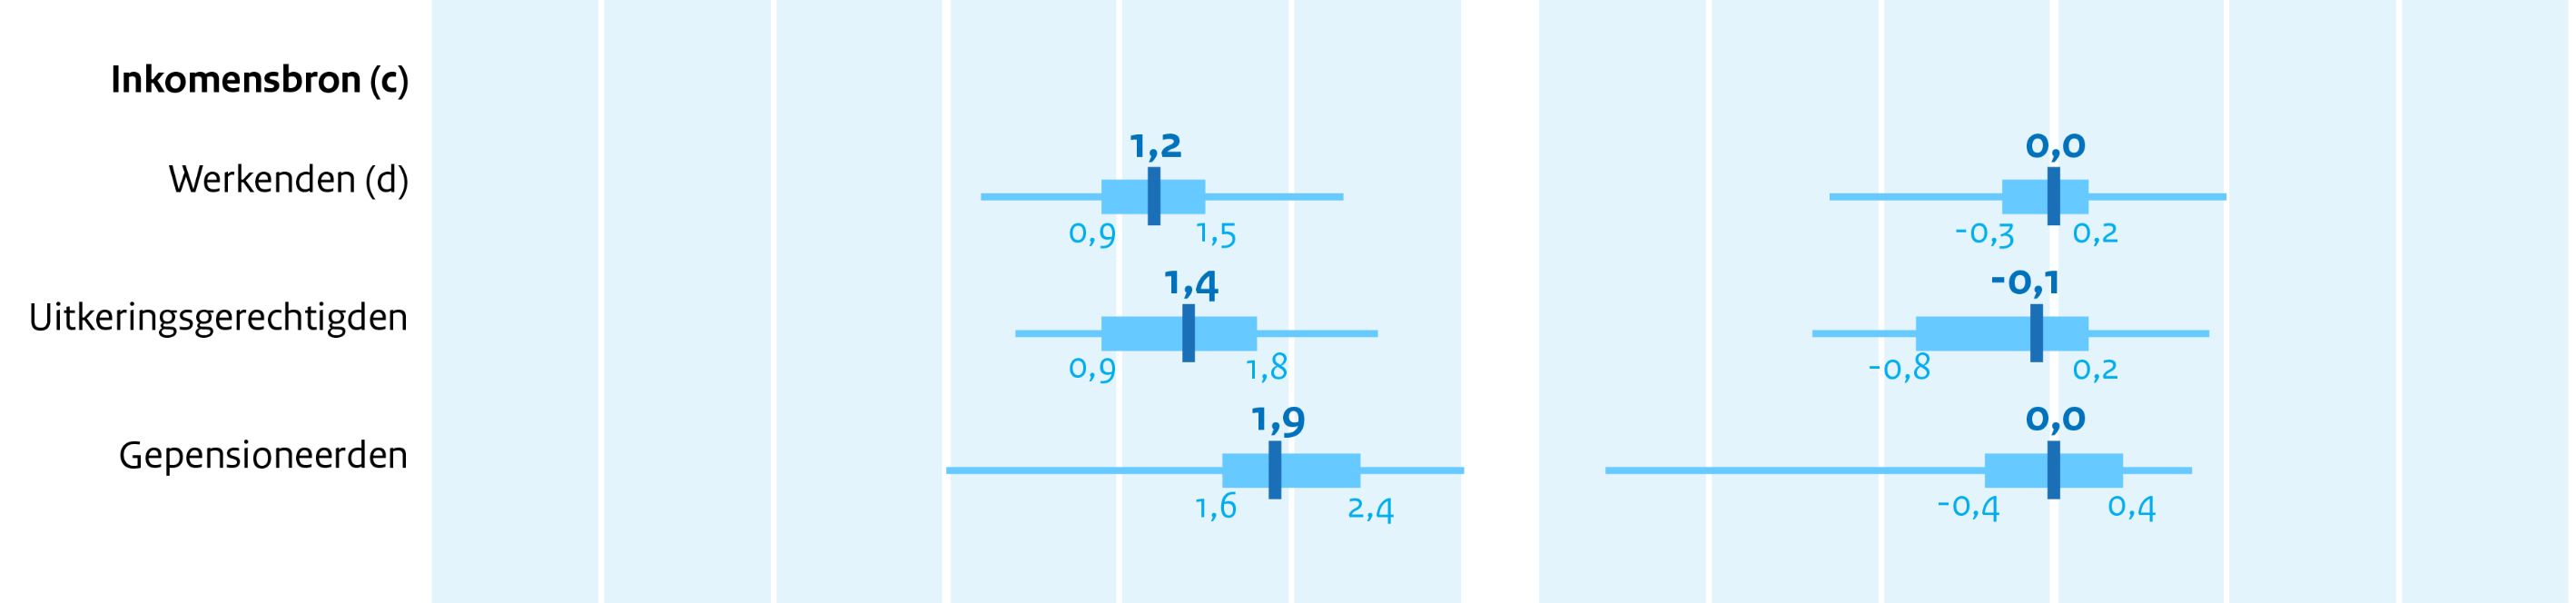 Inkomensbron (c)
1,2 0,0
Werkenden (d)
0,9 1,5 -0,3 0,2
1,4 -0,1
Uitkeringsgerechtigden
0,9 1,8 -0,8 0,2
1,9 0,0
Gepensioneerden
1,6 2,4 -0,4 0,4